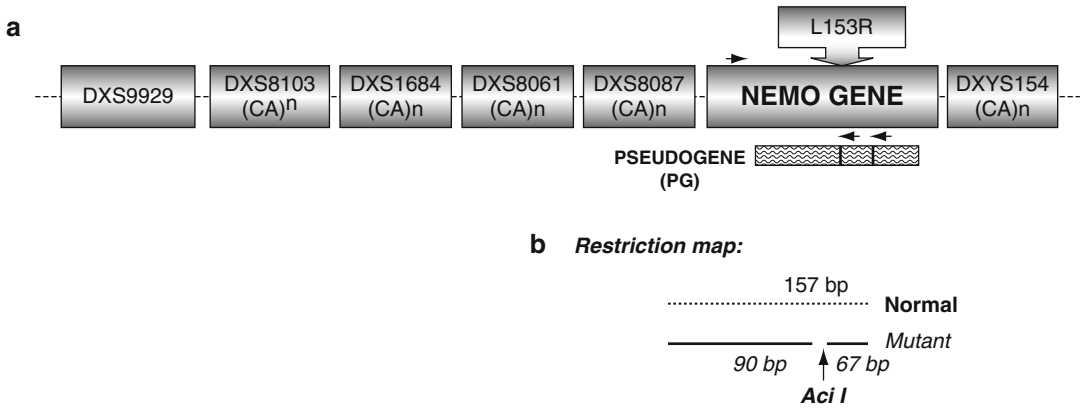 a
L153R
DXS9929
DXS8103
(CA)n
DXS1684
(CA)n
DXS8061
(CA)n
DXS8087
(CA)n
NEMO GENE
DXYS154
(CA)n
PSEUDOGENE
(PG)
b Restriction map:
157 bp
Normal
Mutant
90 bp 67 bp
Aci I